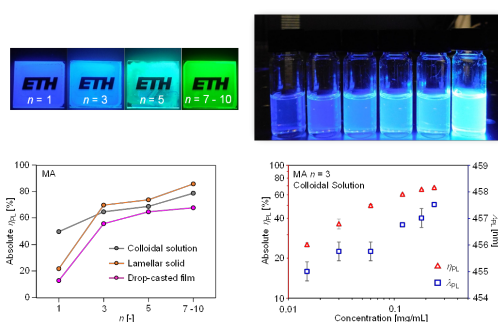 ETH ETH ETH ETH
n = 1 n = 3 n = 5 n = 7 - 10
MA
100
80
60
40
20
0
Absolute ηPL [%]
Colloidal solution
Lamellar solid
Drop-casted film
1 3 5 7 -10
n [-]
MA n = 3
Colloidal Solution
100
80
60
40
20
10
Absolute ηPL [%]
459
458
457
456
455
454
λPL [nm]
ηPL
λPL
0.01 0.1 1
Concentration [mg/mL]